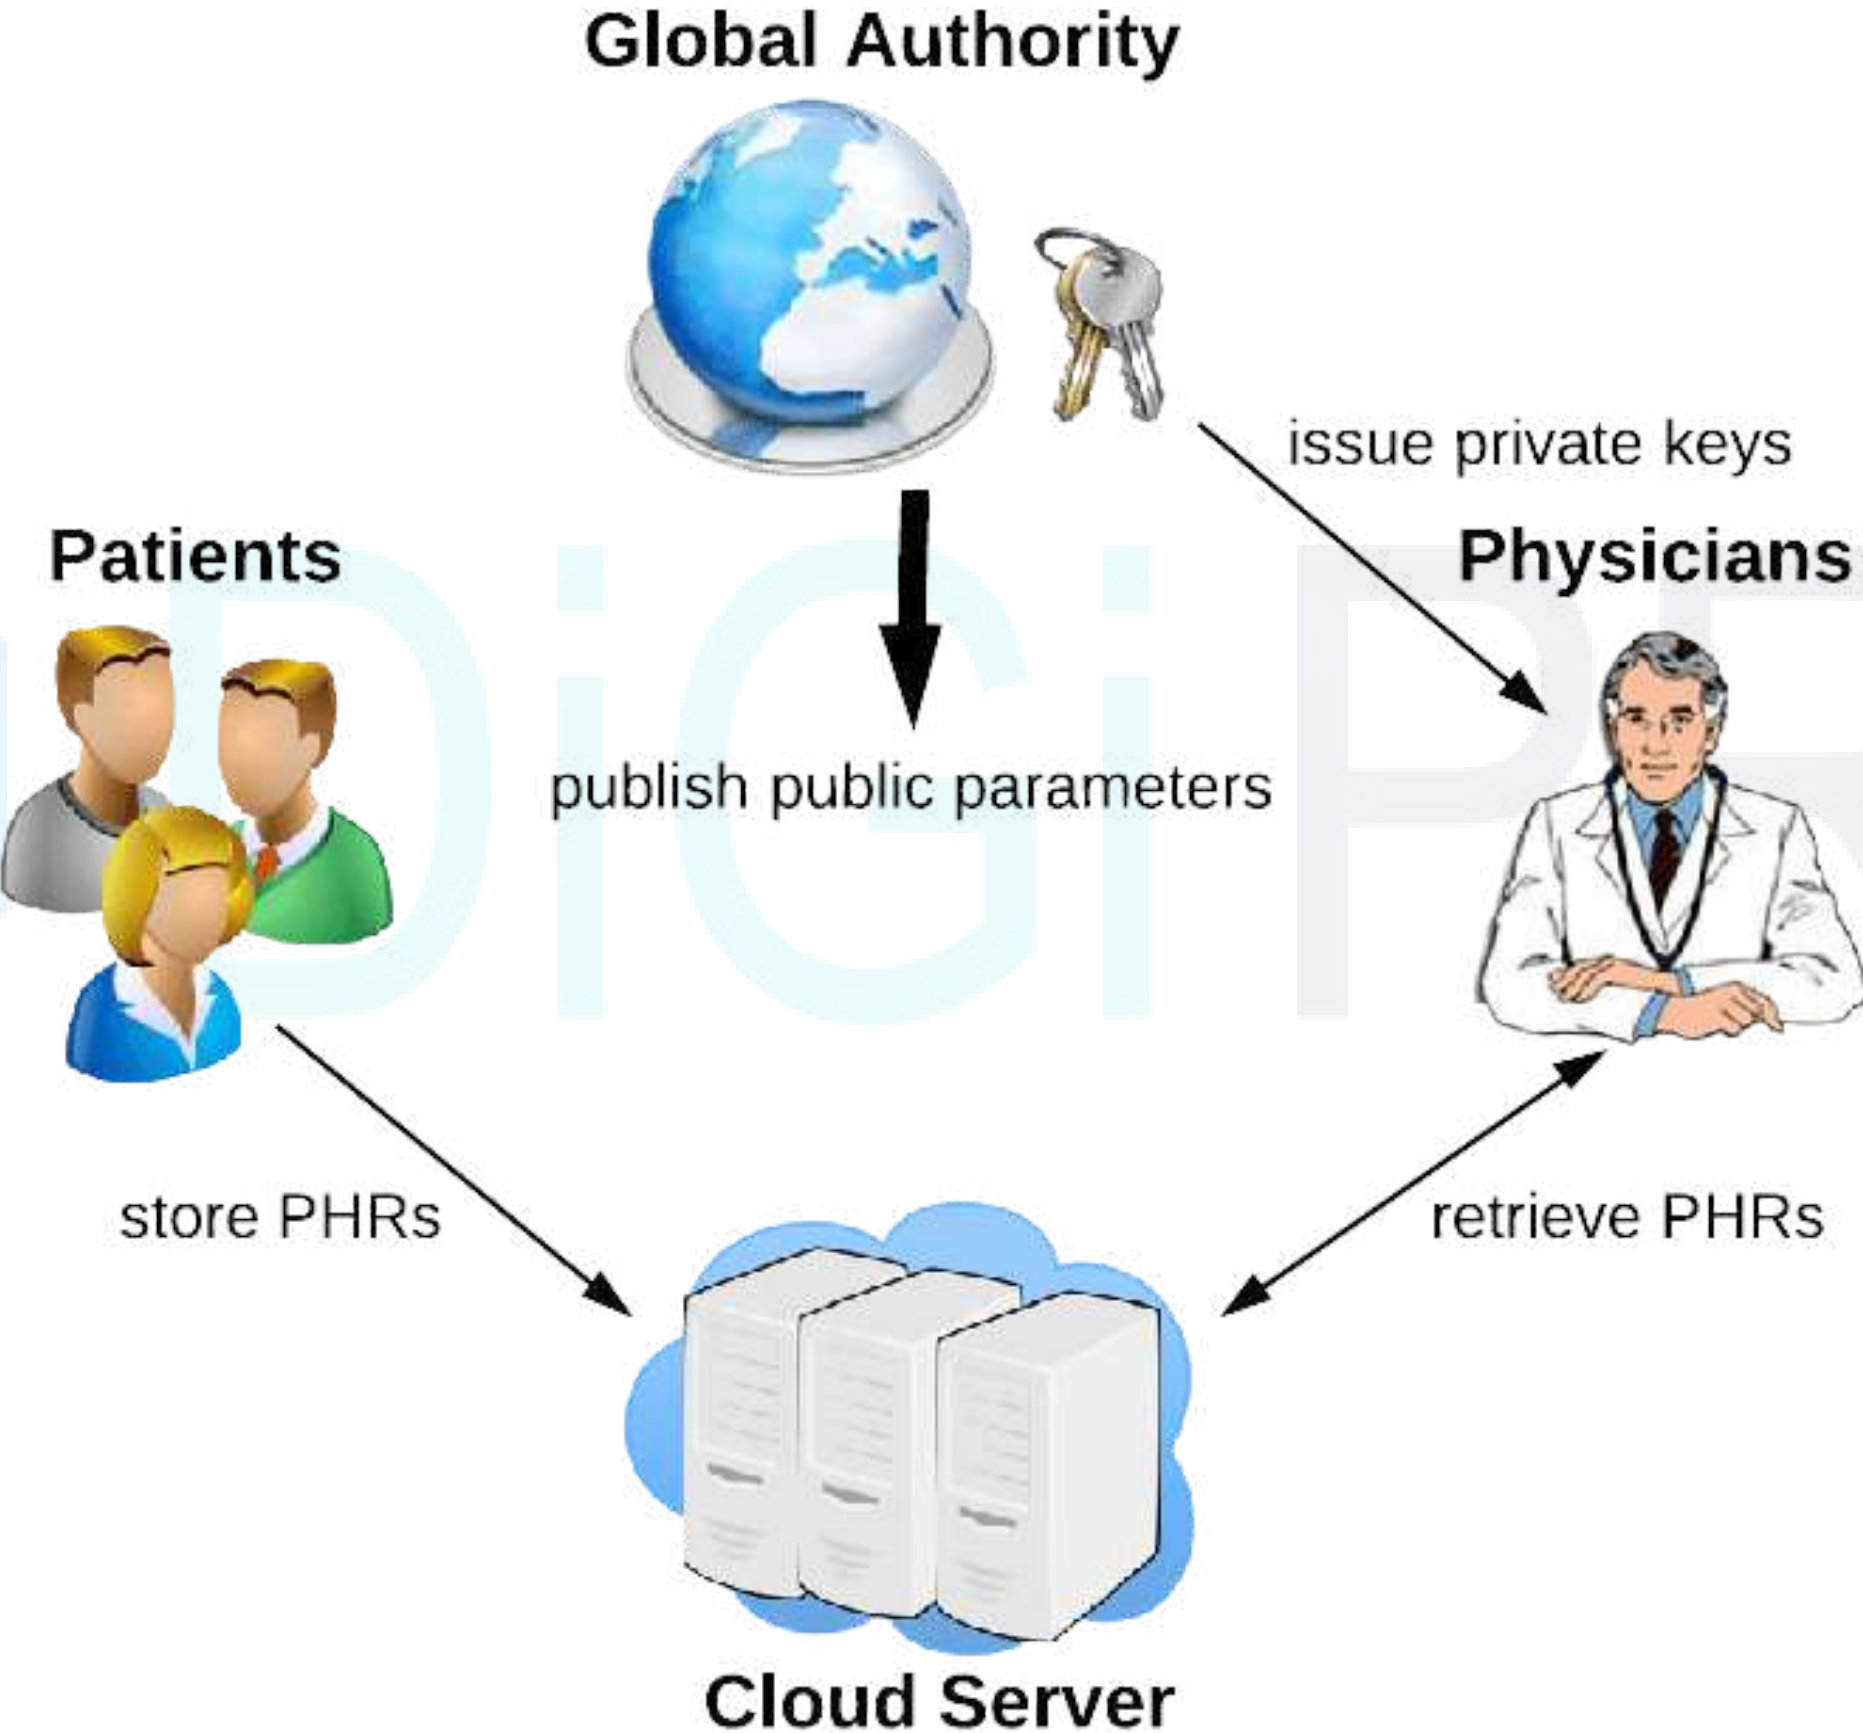 Global Authority
issue private keys
Patients
Physicians
publish public parameters
store PHRs
retrieve PHRs
Cloud Server